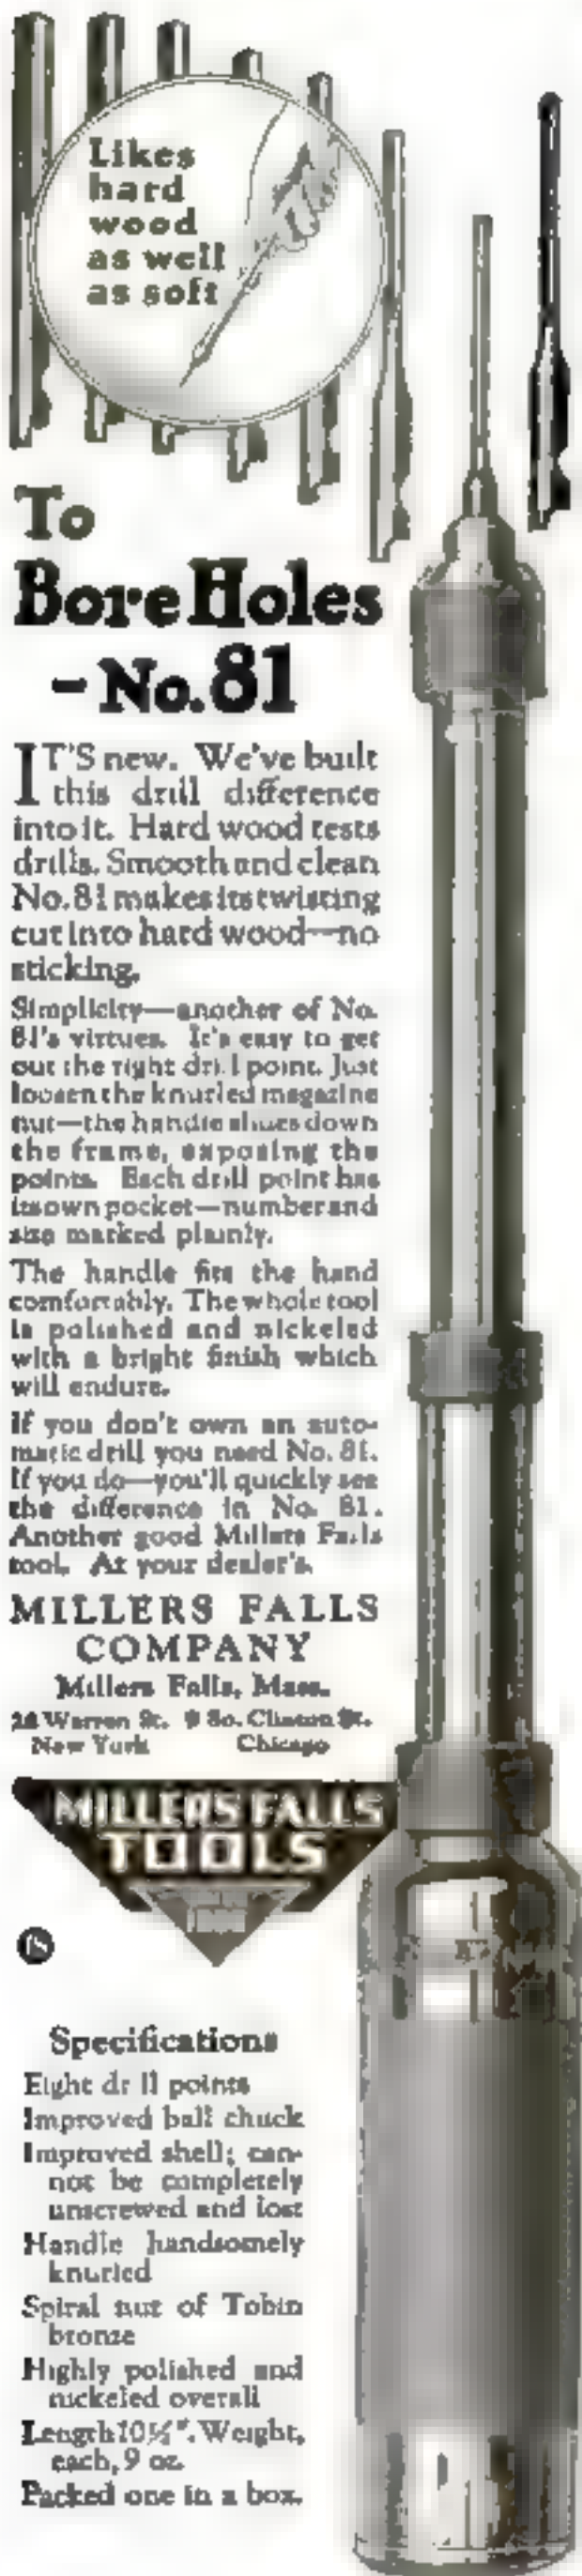 Likes
hard
wood
as well
as soft
To
Bore Holes
- No. 81
IT'S new. We've built
this drill difference
into it. Hard wood tests
drills. Smooth and clean
No. 81 makes its twisting
cut into hard wood—no
sticking.
Simplicity—another of No.
81's virtues. It's easy to get
out the right drill point. Just
loosen the knurled magazine
nut—the handle slides down
the frame, exposing the
points. Each drill point has
its own pocket—number and
size marked plainly.
The handle fits the hand
comfortably. The whole tool
is polished and nickeled
with a bright finish which
will endure.
If you don't own an auto-
matic drill you need No. 81.
If you do—you'll quickly see
the difference in No. 81.
Another good Millers Falls
tool. At your dealer's.
MILLERS FALLS
COMPANY
Millers Falls, Mass.
28 Warren St. 9 So. Clinton St.
New York Chicago
MILLERS FALLS
TOOLS
Specifications
Eight drill points
Improved ball chuck
Improved shell; can-
not be completely
unscrewed and lost
Handle handsomely
knurled
Spiral nut of Tobin
bronze
Highly polished and
nickeled overall
Length 10½". Weight,
each, 9 oz.
Packed one in a box.